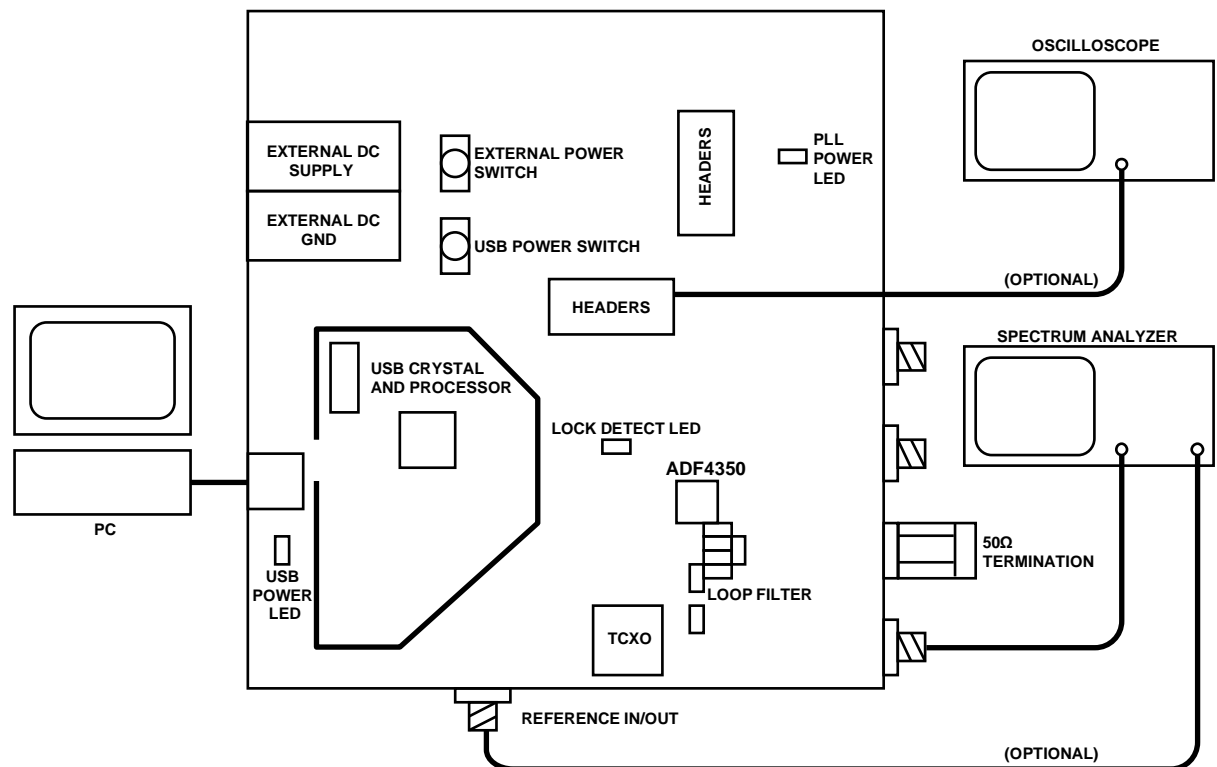 OSCILLOSCOPE
EXTERNAL DC
SUPPLY
EXTERNAL POWER
SWITCH
HEADERS
PLL
POWER
LED
EXTERNAL DC
GND
USB POWER SWITCH
(OPTIONAL)
HEADERS
SPECTRUM ANALYZER
USB CRYSTAL
AND PROCESSOR
LOCK DETECT LED
ADF4350
PC
50Ω
TERMINATION
USB
POWER
LED
LOOP FILTER
TCXO
REFERENCE IN/OUT
(OPTIONAL)